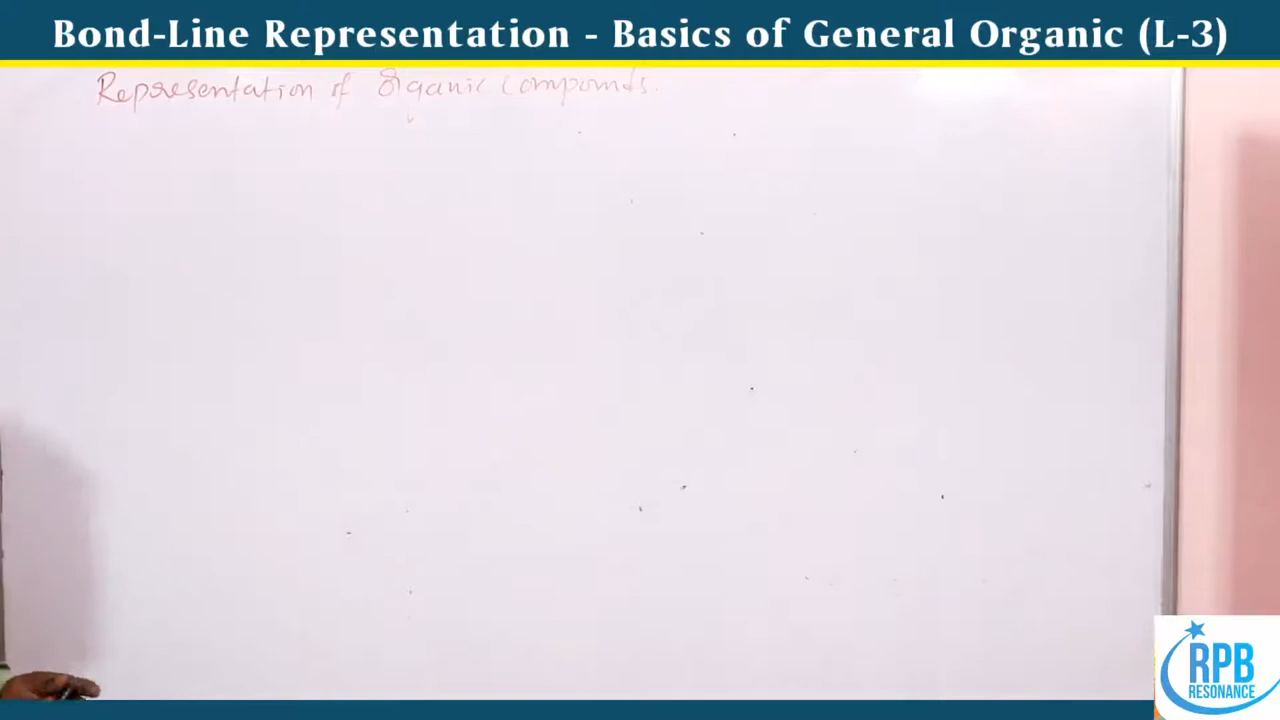 Bond-Line Representation - Basics of General Organic (L-3)
Representation of Organic Compounds.
RPB
RESONANCE